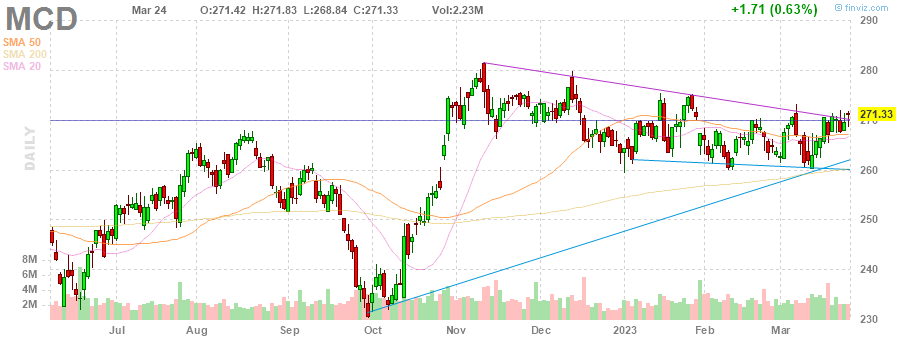 MCD
Mar 24 O:271.42 H:271.83 L:268.84 C:271.33 Vol:2.23M +1.71 (0.63%) © finviz.com
SMA 50
SMA 200
SMA 20
DAILY
290
280
271.33
270
260
250
240
230
8M
6M
4M
2M
Jul Aug Sep Oct Nov Dec 2023 Feb Mar